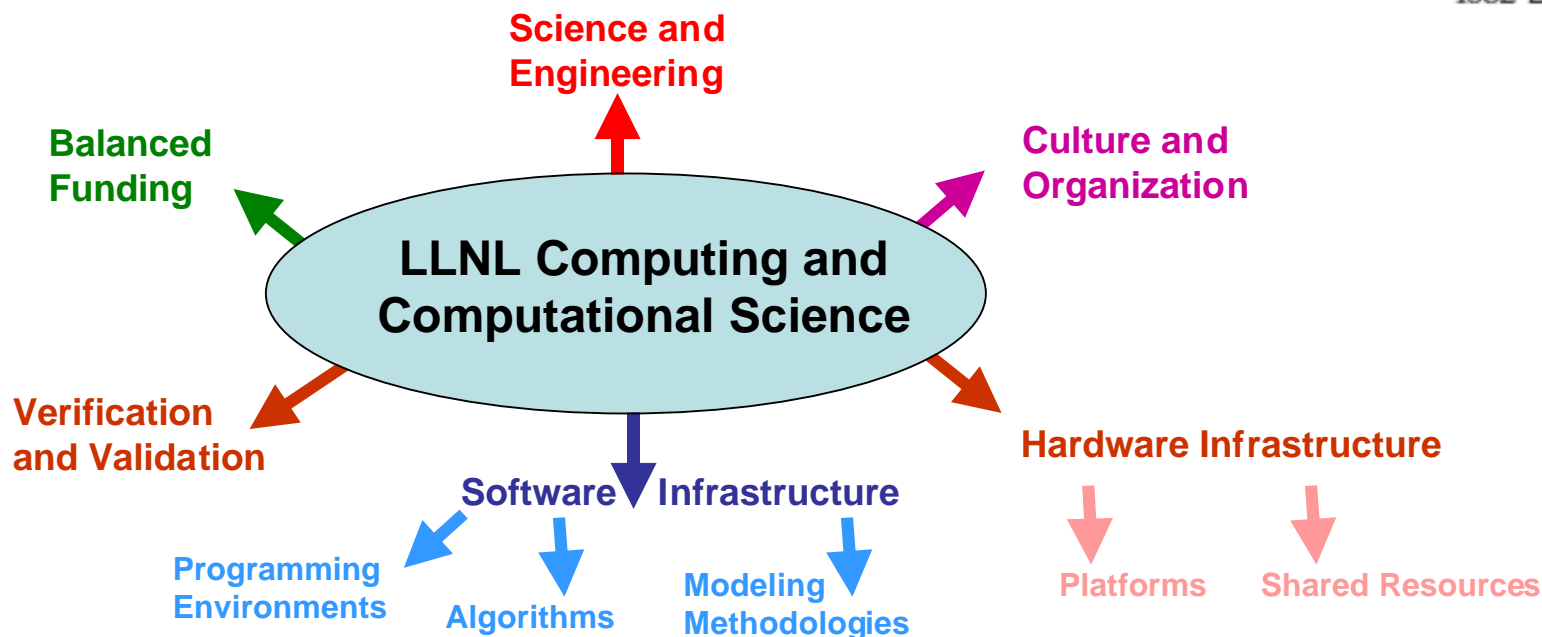 Science and
Engineering
Balanced
Funding
Culture and
Organization
LLNL Computing and
Computational Science
Verification
and Validation
Hardware Infrastructure
Software Infrastructure
Programming
Environments
Algorithms
Modeling
Methodologies
Platforms
Shared Resources